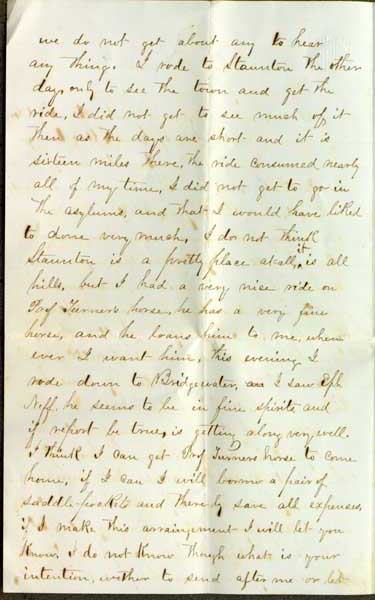 we do not get about any to hear
any thing. I rode to Staunton the other
day only to see the town and get the
ride, I did not get to see much of it
then as the days are short and it is
sixteen miles there, the ride consumed nearly
all of my time, I did not get to go in
the asylums, and that I would have liked
to done very much, I do not think
Staunton is a pretty place at all, it is all
hills, but I had a very nise ride on
Prof Turner's horse, he has a very fine
horse, and he loans him to me, when
ever I want him, this evening I
rode down to Bridgewater, I saw Eph
Neff, he seems to be in fine spirits, and
if report be true, is getting along very well.
I think I can get Prof Turners horse to come
home, if I can I will borrow a pair of
saddle-pockets and thereby save all expenses,
if I make this arraingement I will let you
know, I do not know though what is your
intention, wether to send after me or let